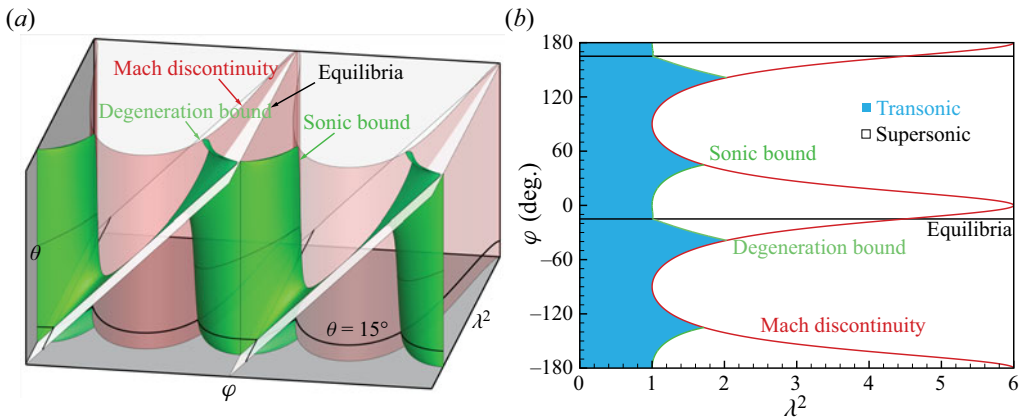 (a)
Mach discontinuity
Equilibria
Degeneration bound
Sonic bound
θ
θ = 15°
λ²
φ
(b)
180
120
60
0
–60
–120
–180
φ (deg.)
Transonic
Supersonic
Sonic bound
Equilibria
Degeneration bound
Mach discontinuity
0 1 2 3 4 5 6
λ²